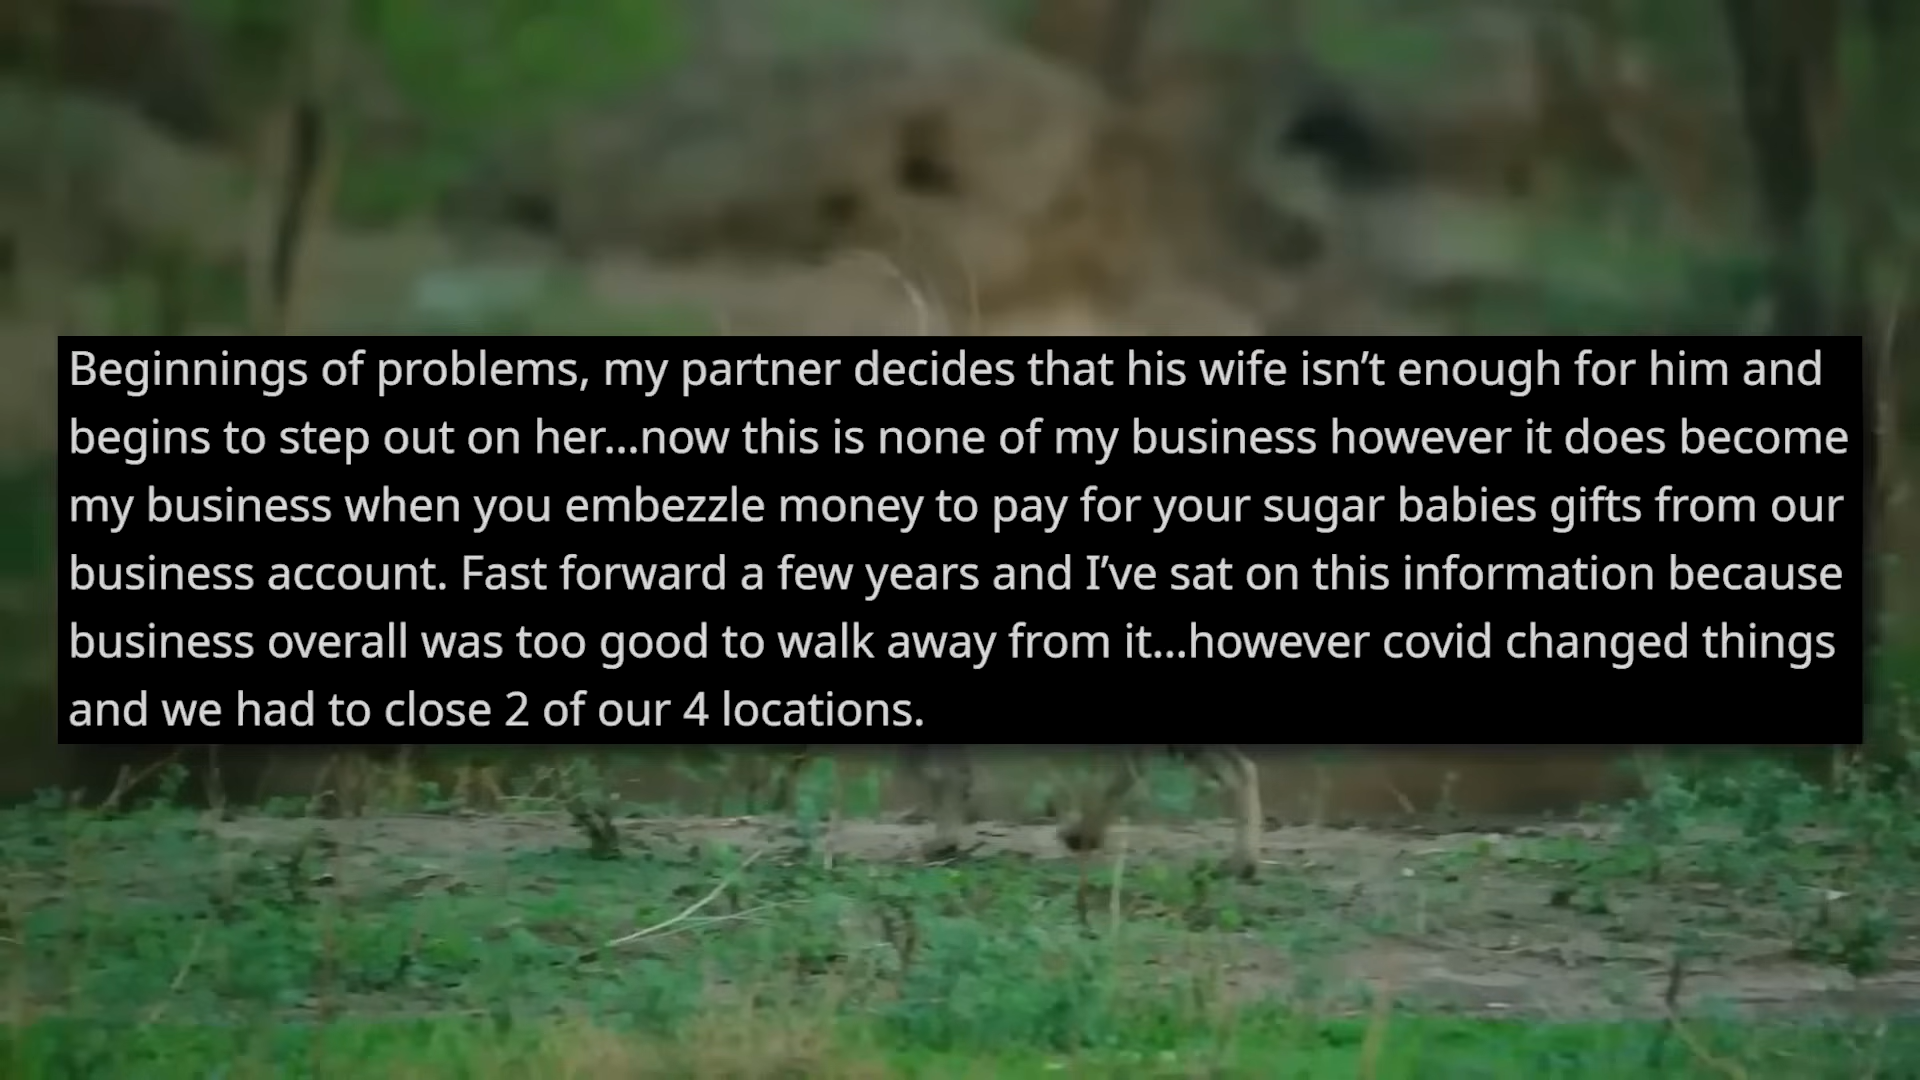 Beginnings of problems, my partner decides that his wife isn’t enough for him and
begins to step out on her...now this is none of my business however it does become
my business when you embezzle money to pay for your sugar babies gifts from our
business account. Fast forward a few years and I’ve sat on this information because
business overall was too good to walk away from it...however covid changed things
and we had to close 2 of our 4 locations.